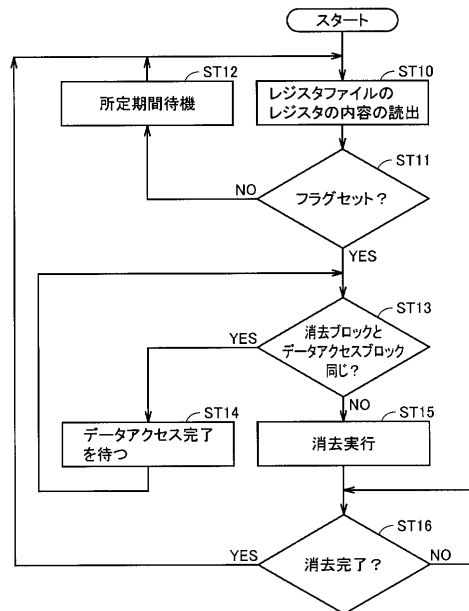 スタート
ST12
所定期間待機
ST10
レジスタファイルの
レジスタの内容の読出
ST11
NO
フラグセット?
YES
ST13
YES
消去ブロックと
データアクセスブロック
同じ?
NO
ST14
データアクセス完了
を待つ
ST15
消去実行
ST16
YES
消去完了?
NO